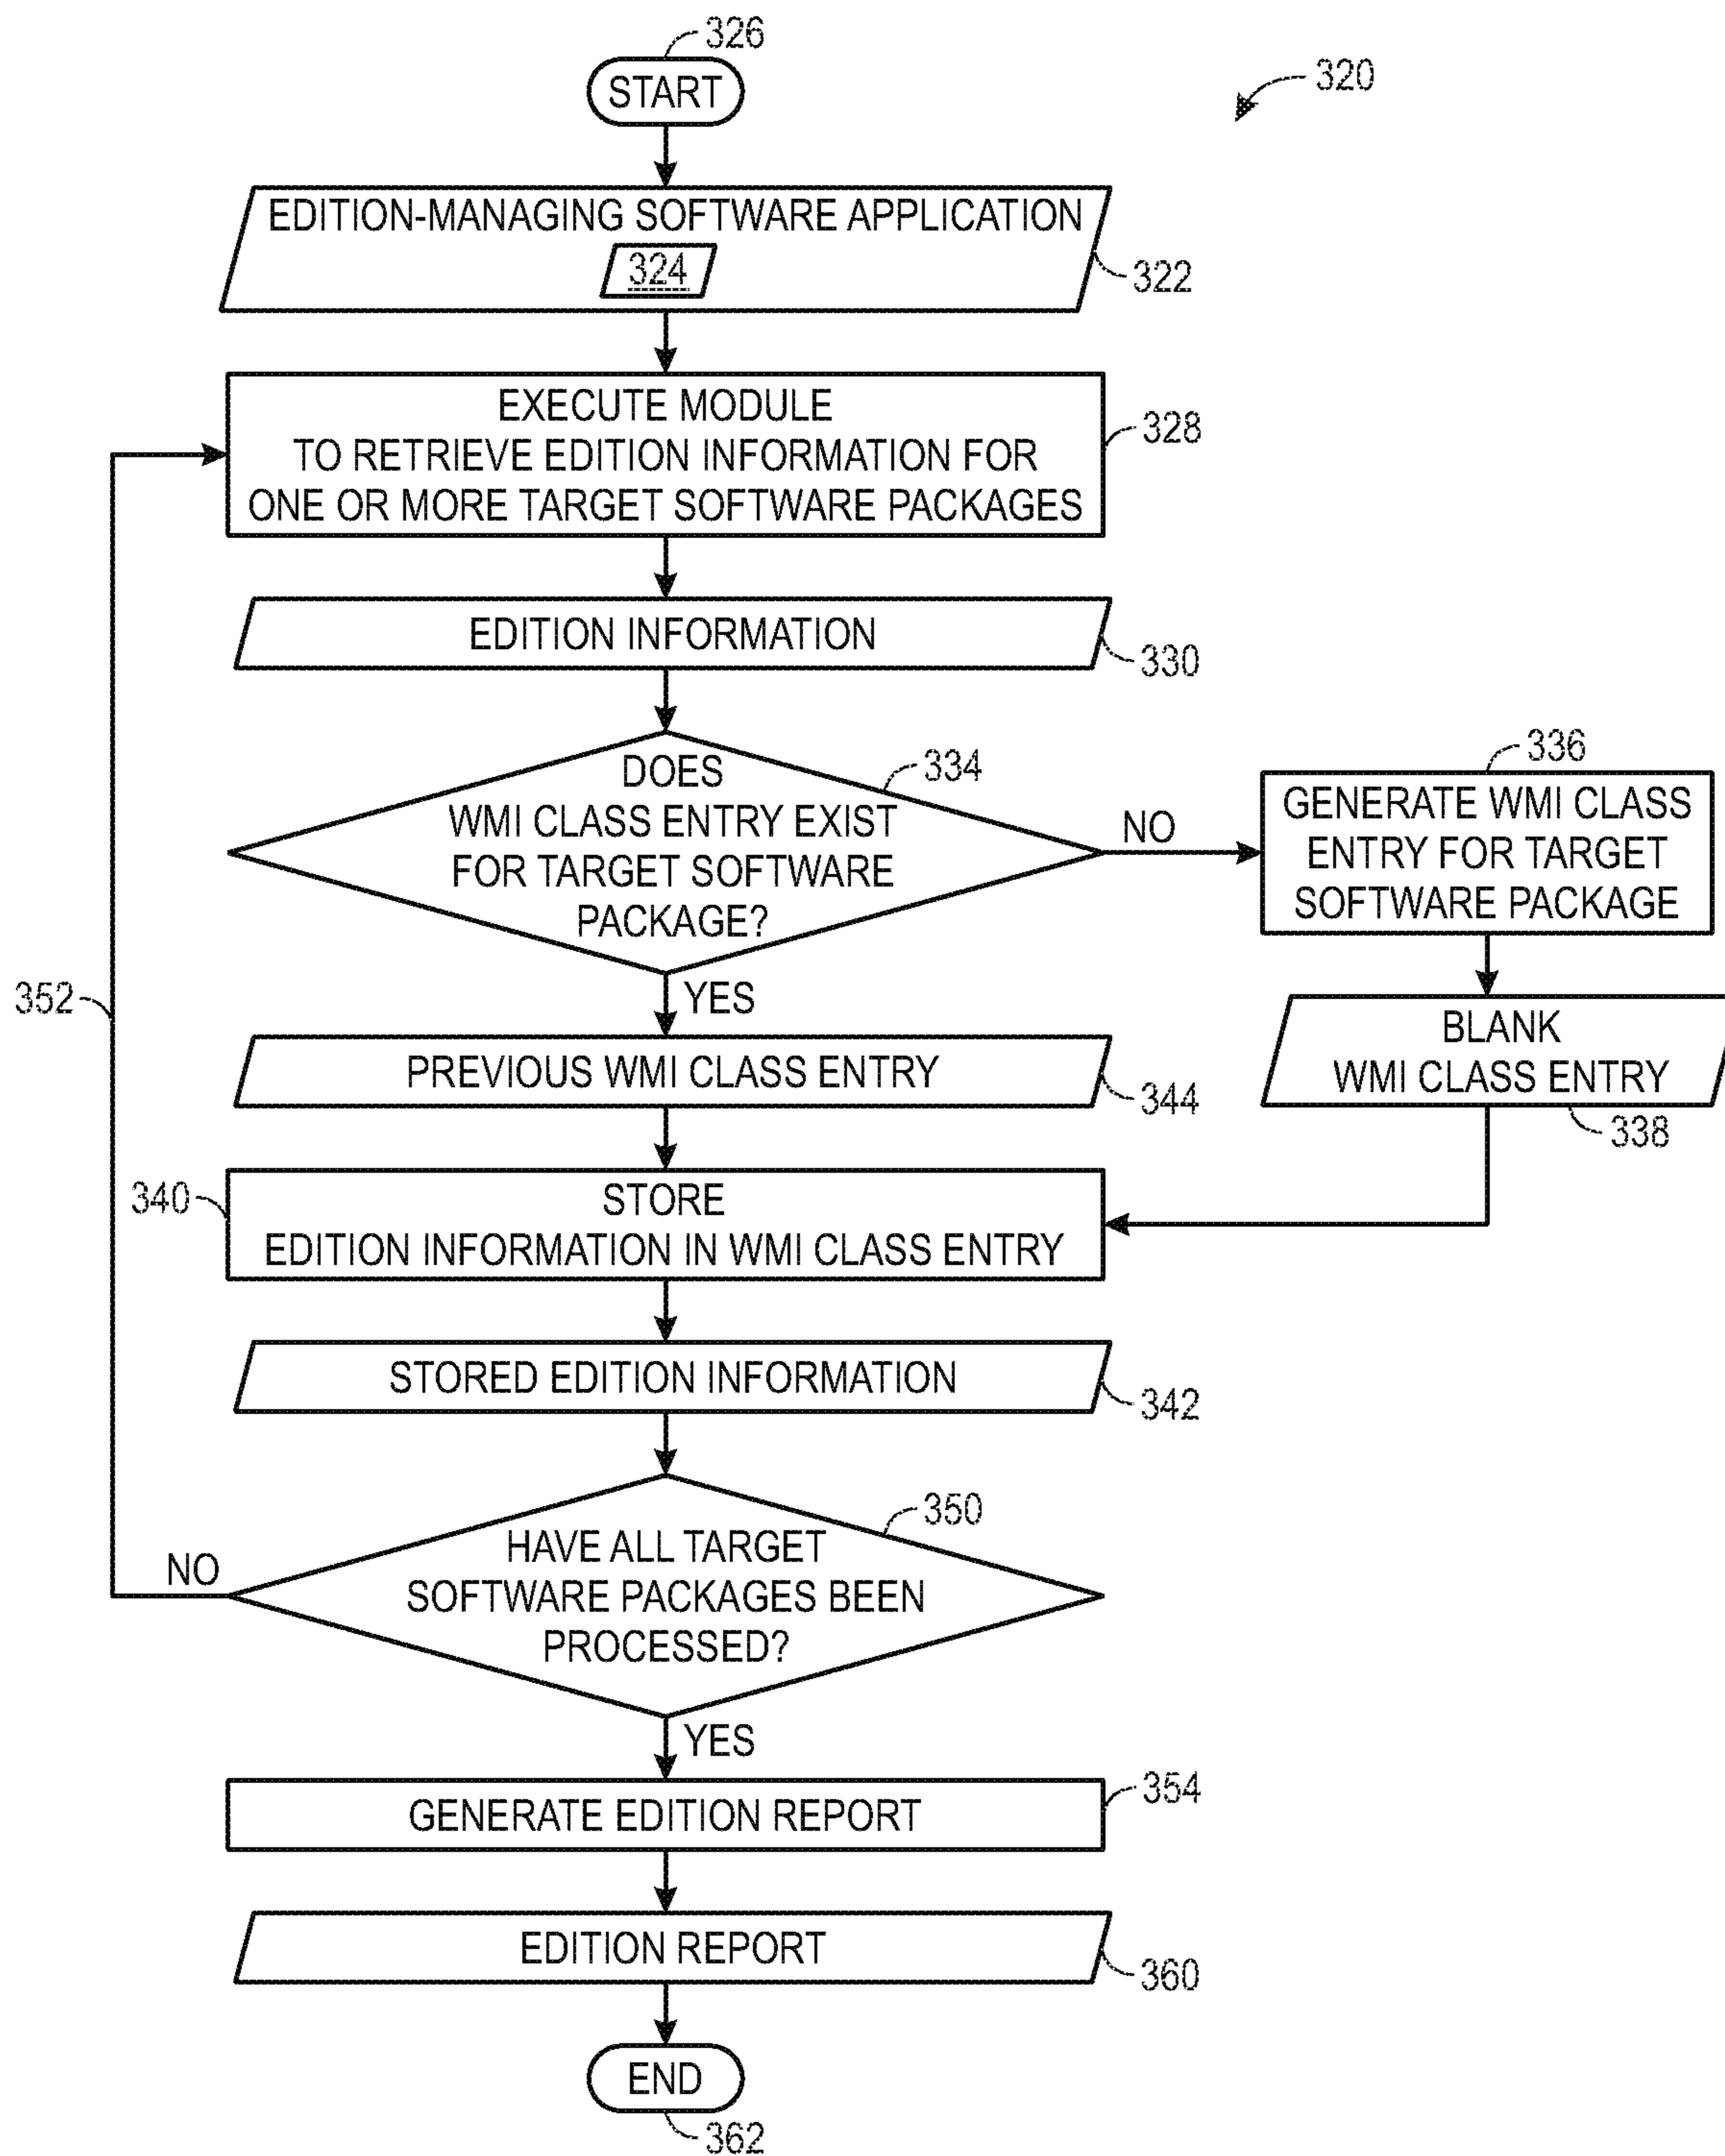 326
START
320
EDITION-MANAGING SOFTWARE APPLICATION
324
322
EXECUTE MODULE
TO RETRIEVE EDITION INFORMATION FOR
ONE OR MORE TARGET SOFTWARE PACKAGES
328
EDITION INFORMATION
330
DOES
WMI CLASS ENTRY EXIST
FOR TARGET SOFTWARE
PACKAGE?
334
NO
336
GENERATE WMI CLASS
ENTRY FOR TARGET
SOFTWARE PACKAGE
YES
352
BLANK
WMI CLASS ENTRY
338
PREVIOUS WMI CLASS ENTRY
344
340
STORE
EDITION INFORMATION IN WMI CLASS ENTRY
STORED EDITION INFORMATION
342
350
HAVE ALL TARGET
SOFTWARE PACKAGES BEEN
PROCESSED?
NO
YES
GENERATE EDITION REPORT
354
EDITION REPORT
360
END
362